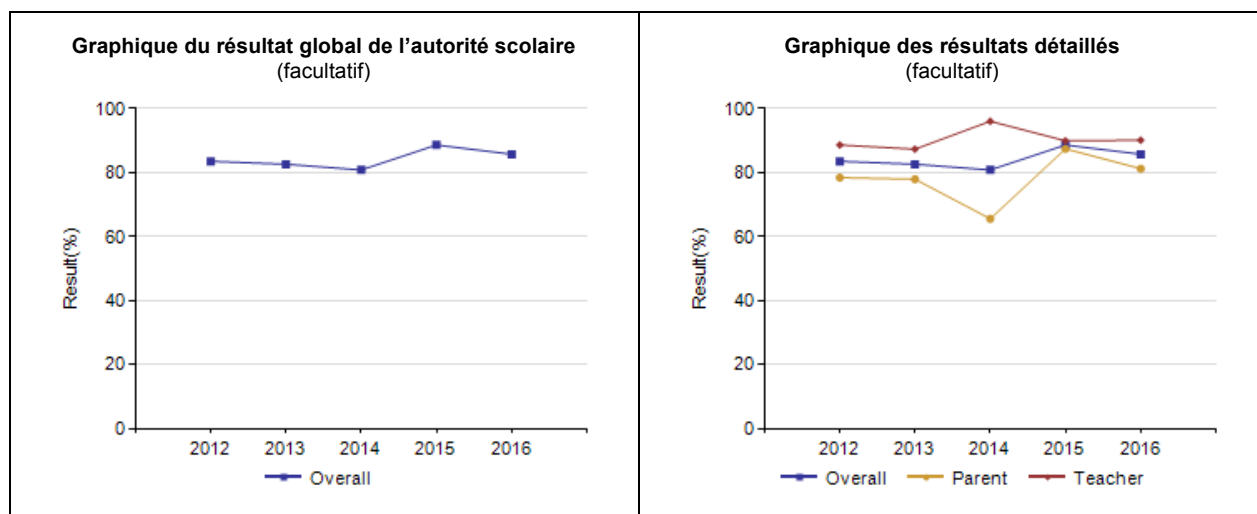 Graphique du résultat global de l’autorité scolaire
(facultatif)
100
80
60
40
20
0
Result(%)
2012 2013 2014 2015 2016
Overall
Graphique des résultats détaillés
(facultatif)
100
80
60
40
20
0
Result(%)
2012 2013 2014 2015 2016
Overall Parent Teacher